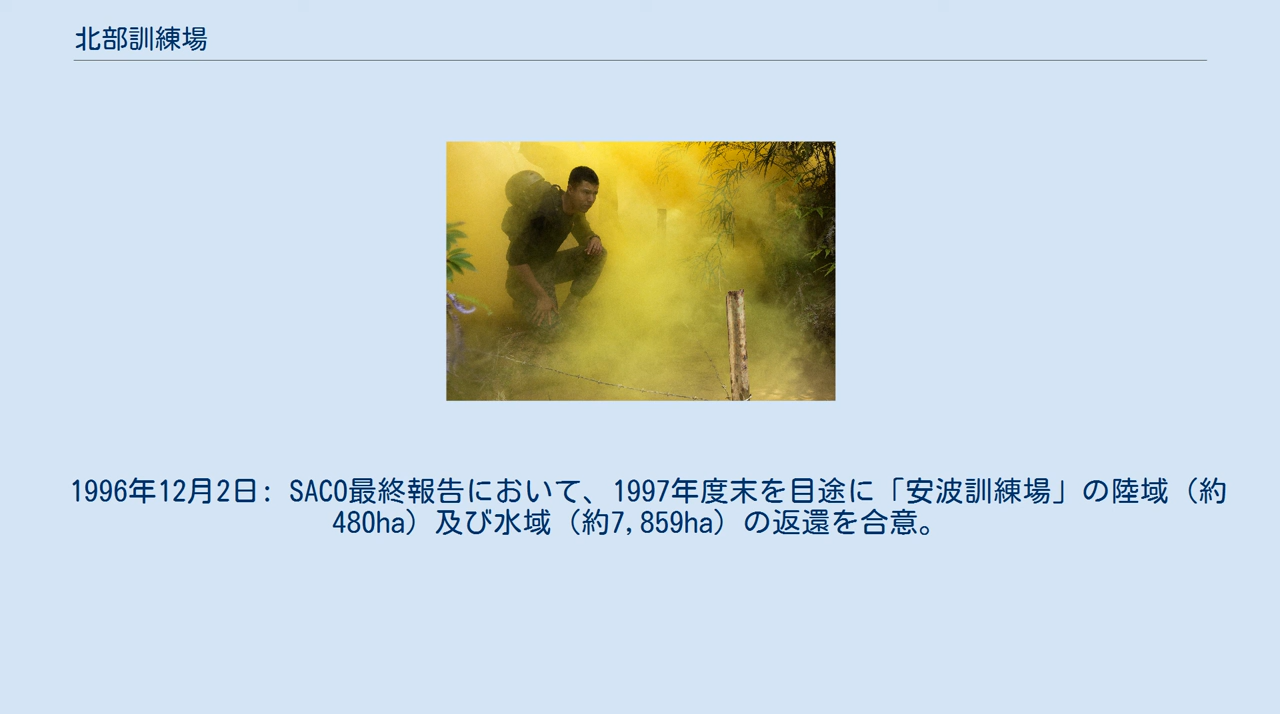 北部訓練場
1996年12月2日: SACO最終報告において、1997年度末を目途に「安波訓練場」の陸域（約
480ha）及び水域（約7,859ha）の返還を合意。